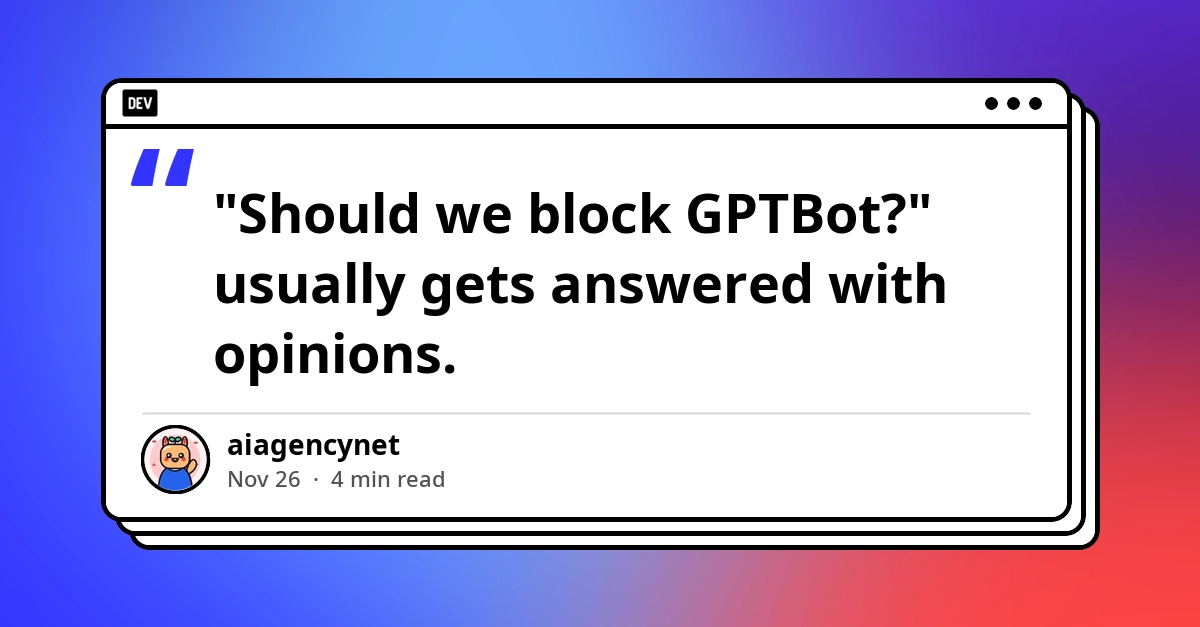 DEV
"Should we block GPTBot?"
usually gets answered with
opinions.
aiagencynet
Nov 26 · 4 min read